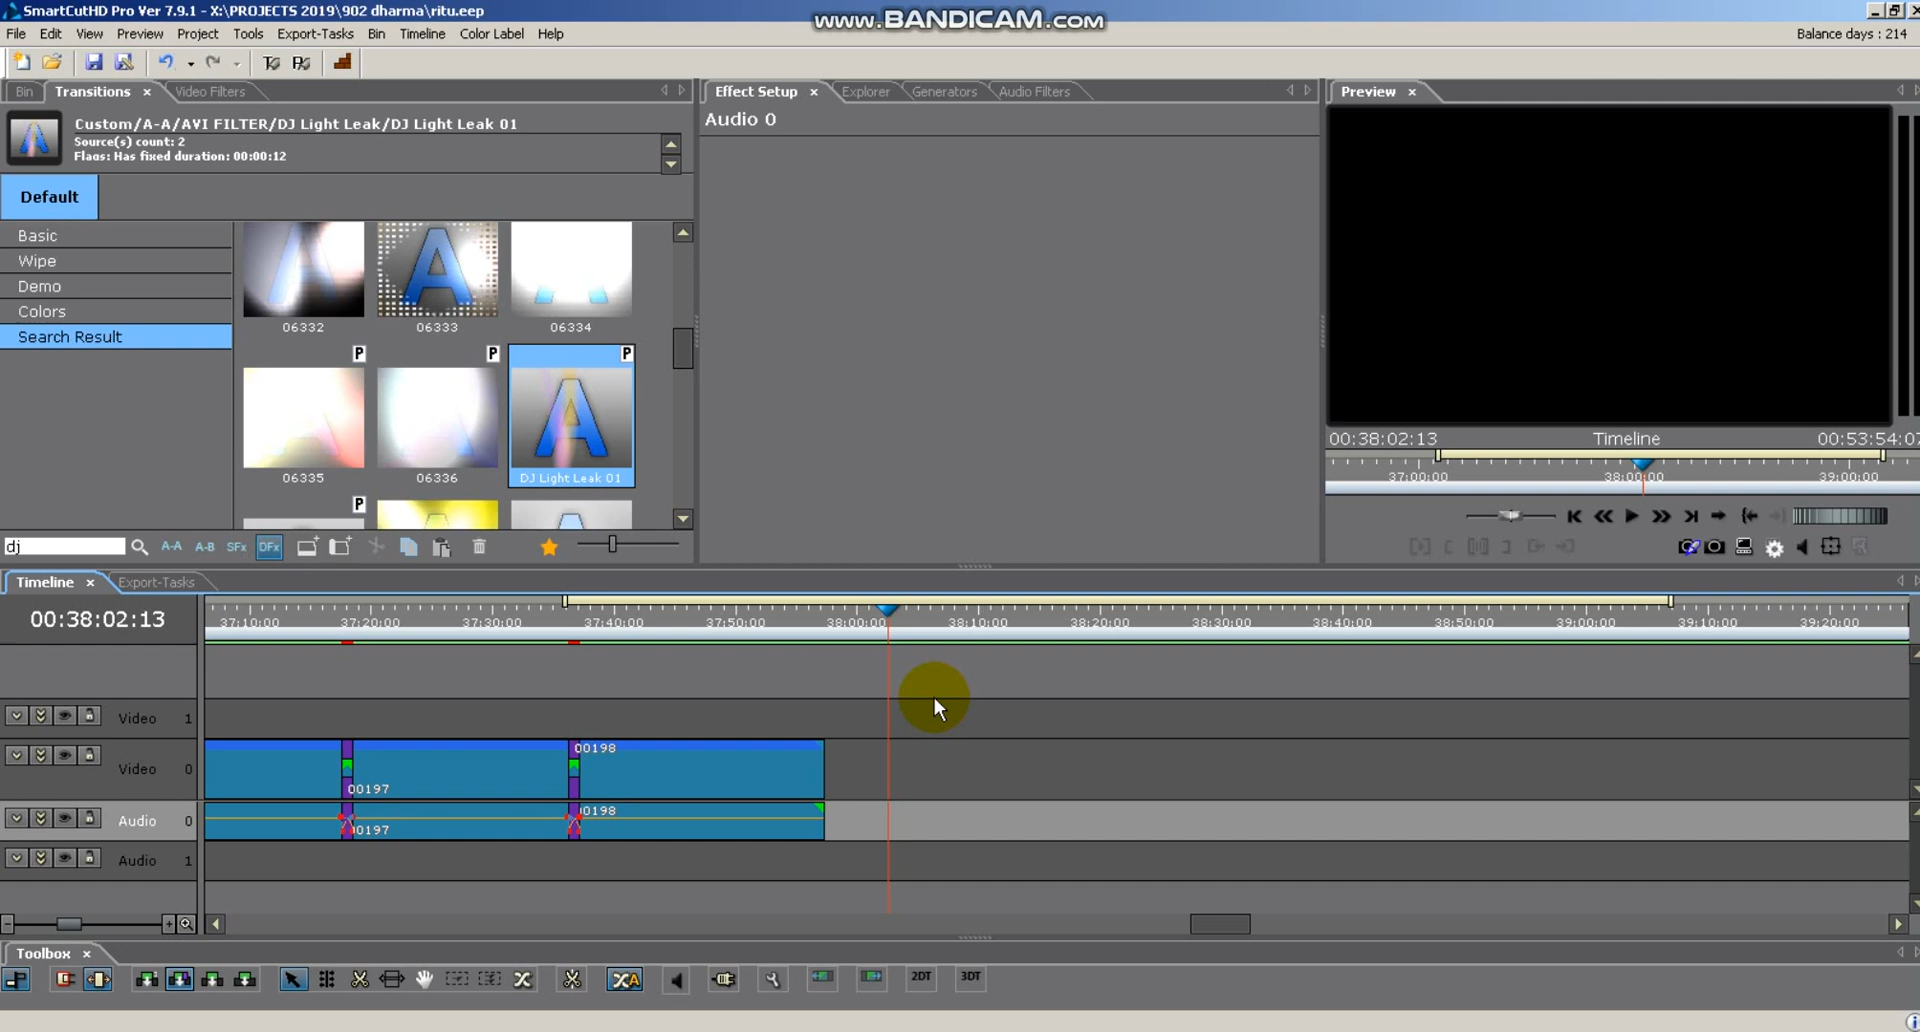 SmartCutHD Pro Ver 7.9.1 - X:\PROJECTS 2019\902 dharma\ritu.eep
www.BANDICAM.com
File Edit View Preview Project Tools Export-Tasks Bin Timeline Color Label Help
Balance days : 214
Bin Transitions × Video Filters
Effect Setup × Explorer Generators Audio Filters
Preview ×
Custom/A-A/AVI FILTER/DJ Light Leak/DJ Light Leak 01
Source(s) count: 2
Flags: Has fixed duration: 00:00:12
Audio 0
Default
Basic
Wipe
Demo
Colors
Search Result
06332 06333 06334
P P P
06335 06336 DJ Light Leak 01
P
dj A-A A-B SFx DFx
00:38:02:13 Timeline 00:53:54:07
37:00:00 38:00:00 39:00:00
Timeline × Export-Tasks
00:38:02:13
37:10:00 37:20:00 37:30:00 37:40:00 37:50:00 38:00:00 38:10:00 38:20:00 38:30:00 38:40:00 38:50:00 39:00:00 39:10:00 39:20:00
Video 1
00198
Video 0
00197
00198
Audio 0
00197
Audio 1
Toolbox ×
XA 2DT 3DT